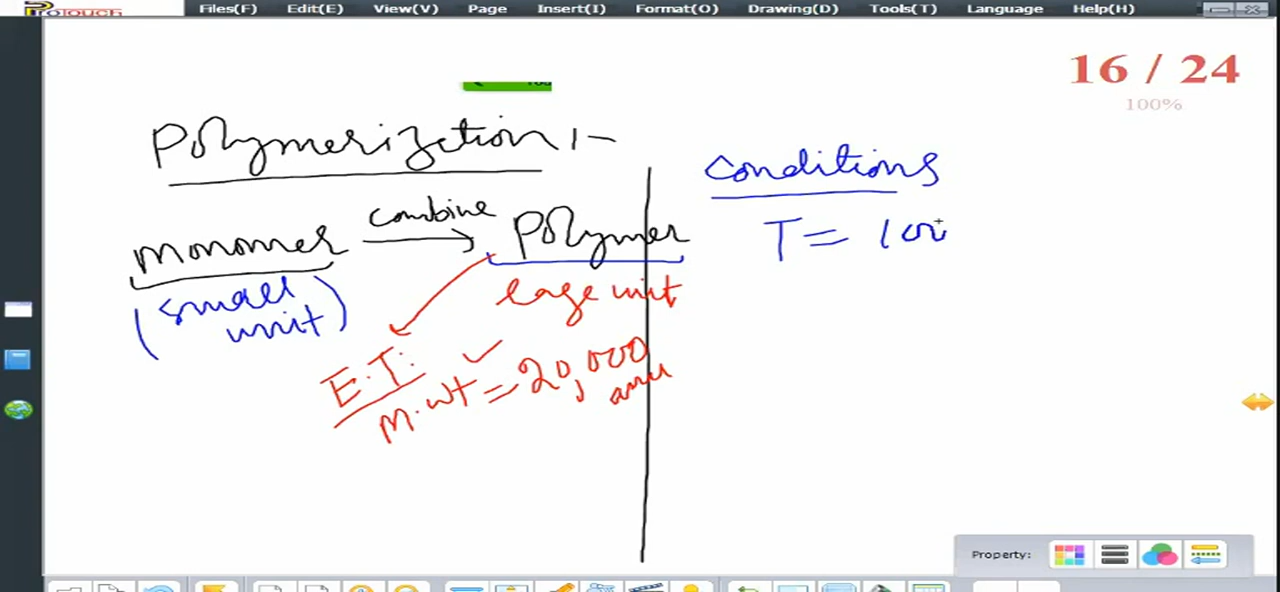 Files(F) Edit(E) View(V) Page Insert(I) Format(O) Drawing(D) Tools(T) Language Help(H)
16 / 24
100%
Polymerization :-
Monomer combine Polymer
(small unit)
large unit
E.T:
M.wt = 20,000 amu
Conditions
T = 100
Property: